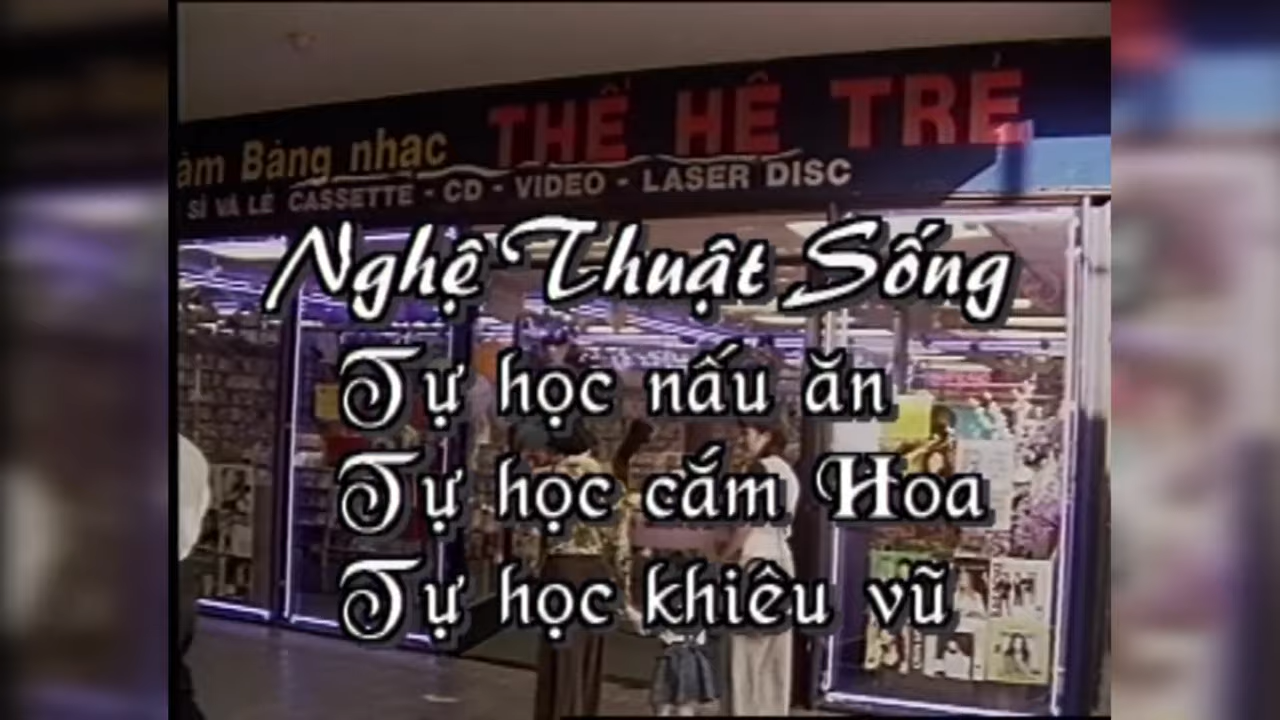 THẾ HỆ TRẺ
Băng nhạc
SỈ VÀ LẺ CASSETTE - CD - VIDEO - LASER DISC
Nghệ Thuật Sống
Tự học nấu ăn
Tự học cắm Hoa
Tự học khiêu vũ